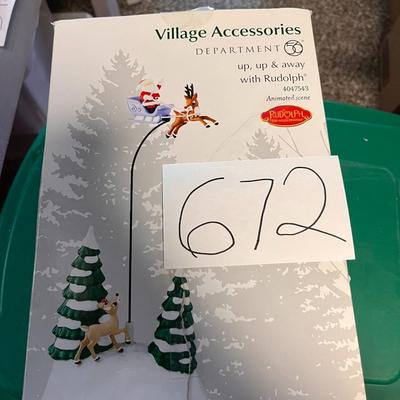 Village Accessories
DEPARTMENT 56
up, up & away
with Rudolph®
4047543
Animated scene
RUDOLPH
672